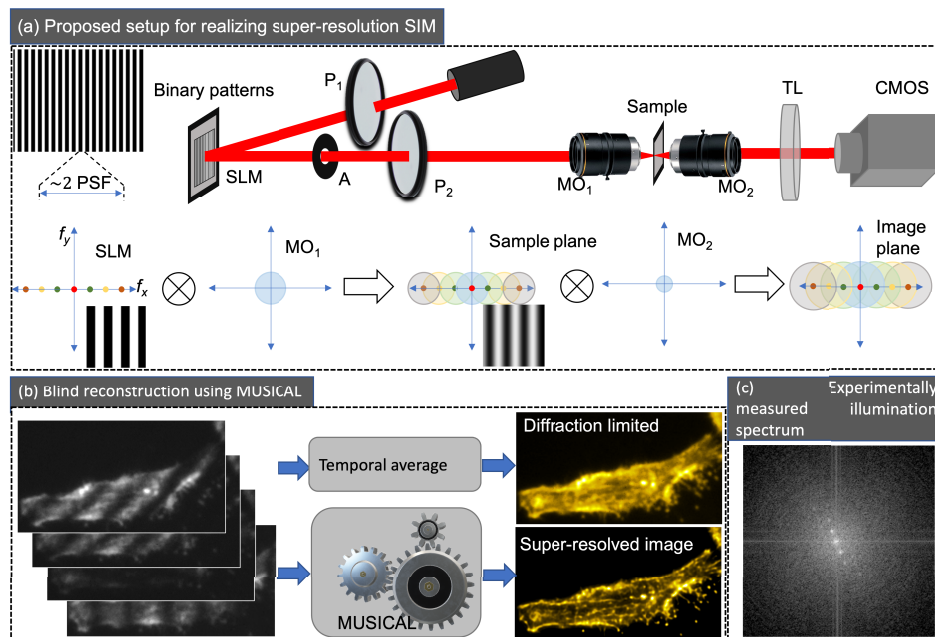 (a) Proposed setup for realizing super-resolution SIM
Binary patterns
P1
Sample
TL
CMOS
~2 PSF
SLM
A
P2
MO1
MO2
fy
SLM
MO1
Sample plane
MO2
Image
plane
fx
(b) Blind reconstruction using MUSICAL
(c) Experimentally
measured illumination
spectrum
Temporal average
Diffraction limited
MUSICAL
Super-resolved image